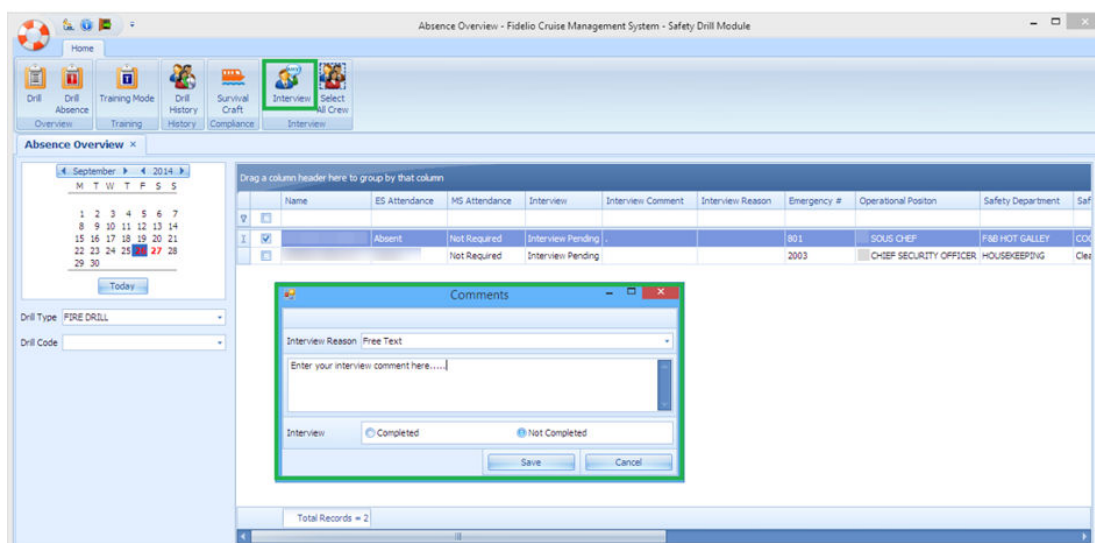 Absence Overview - Fidelio Cruise Management System - Safety Drill Module
Home
Drill
Drill Absence
Training Mode
Drill History
Survival Craft
Interview
Select All Crew
Overview
Training
History
Compliance
Interview
Absence Overview
September 2014
M T W T F S S
1 2 3 4 5 6 7
8 9 10 11 12 13 14
15 16 17 18 19 20 21
22 23 24 25 26 27 28
29 30
Today
Drill Type FIRE DRILL
Drill Code
Drag a column header here to group by that column
Name ES Attendance MS Attendance Interview Interview Comment Interview Reason Emergency # Operational Positon Safety Department Saf
Absent Not Required Interview Pending . 801 SOUS CHEF F&B HOT GALLEY COO
Not Required Interview Pending 2003 CHIEF SECURITY OFFICER HOUSEKEEPING Clea
Comments
Interview Reason Free Text
Enter your interview comment here.....
Interview Completed Not Completed
Save Cancel
Total Records = 2